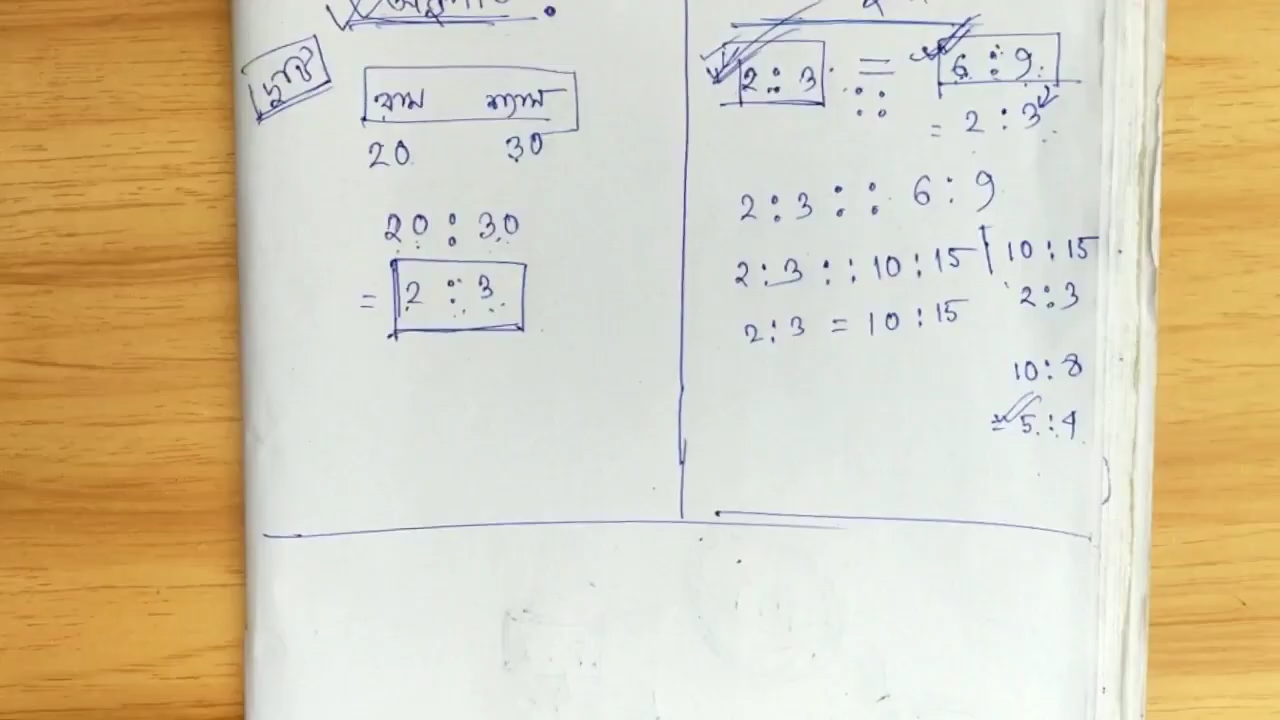 অনুপাত
রাম শ্যাম
20 30
20 : 30
= 2 : 3
2 : 3 = 6 : 9
:: = 2 : 3
2 : 3 :: 6 : 9
2 : 3 :: 10 : 15 | 10 : 15
2 : 3
2 : 3 = 10 : 15
10 : 8
= 5 : 4